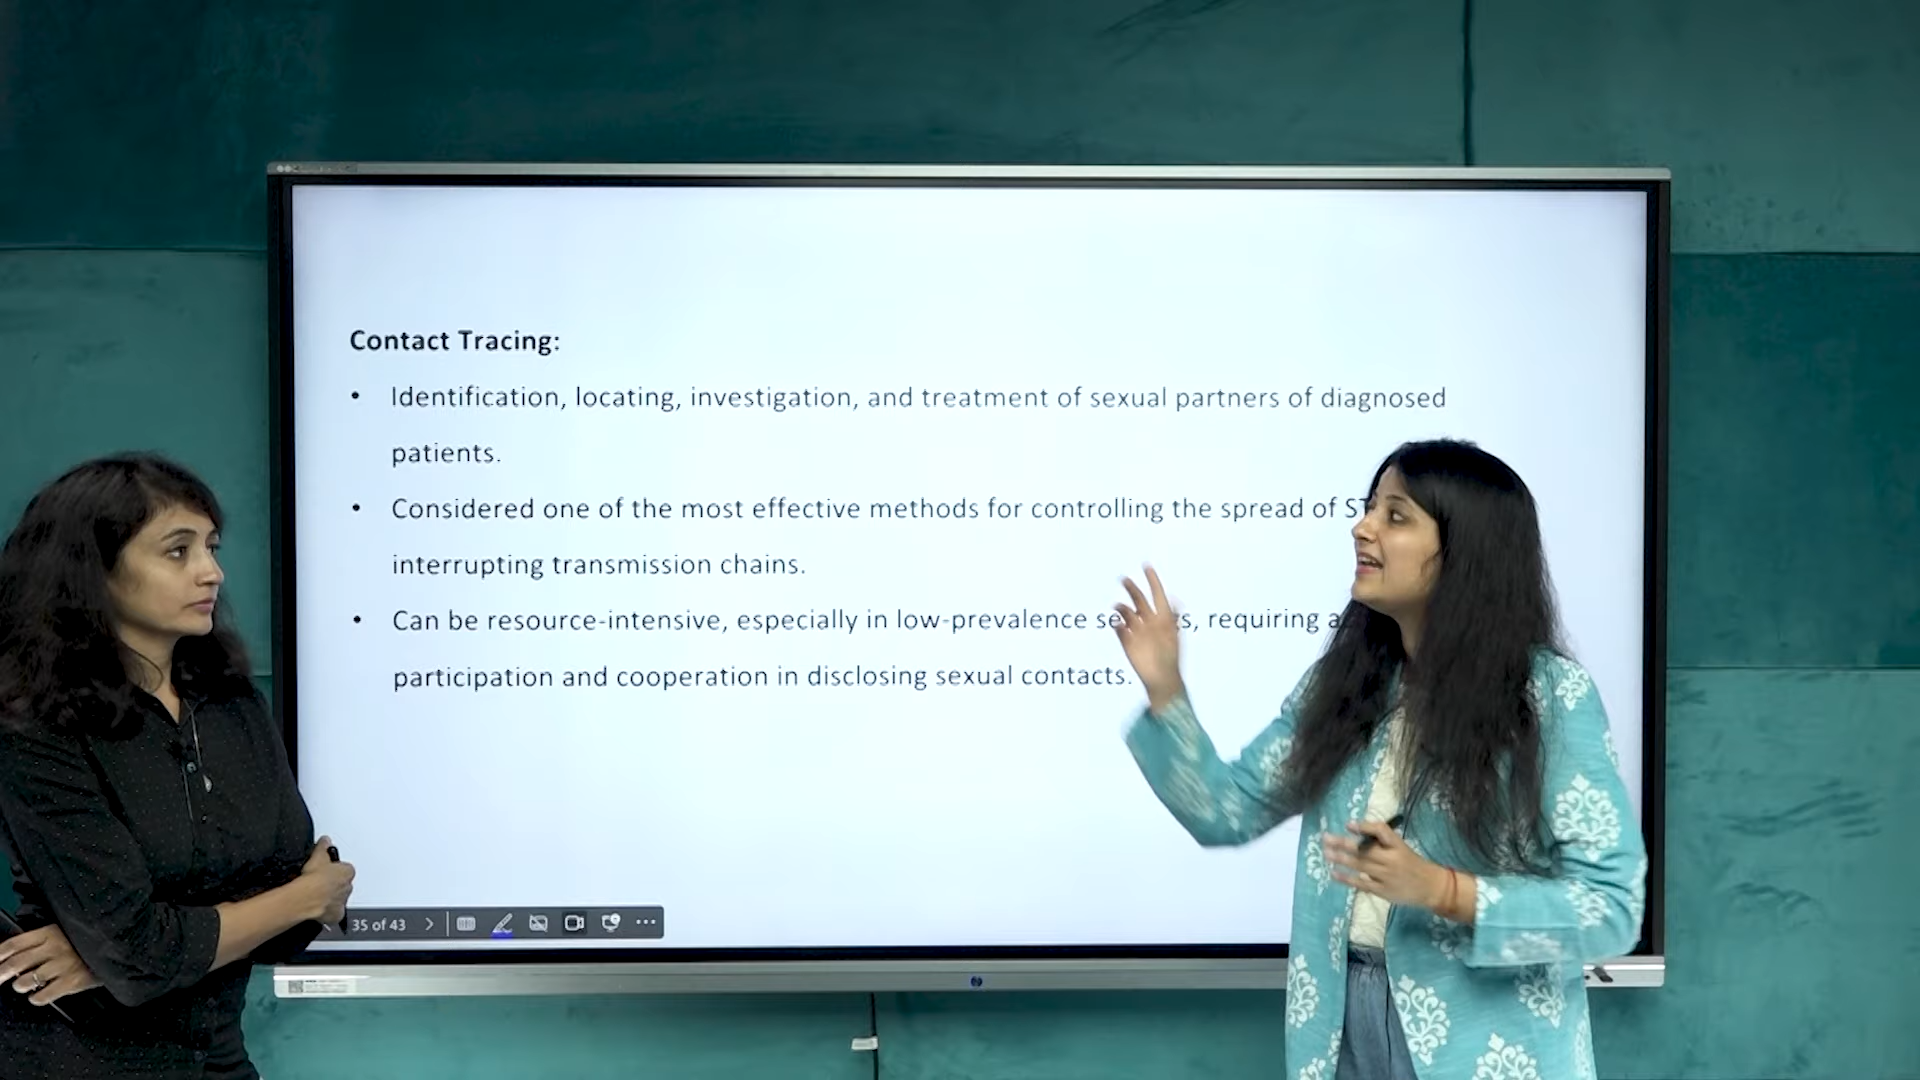 Contact Tracing:
• Identification, locating, investigation, and treatment of sexual partners of diagnosed
patients.
• Considered one of the most effective methods for controlling the spread of
interrupting transmission chains.
• Can be resource-intensive, especially in low-prevalence requiring
participation and cooperation in disclosing sexual contacts.
35 of 43